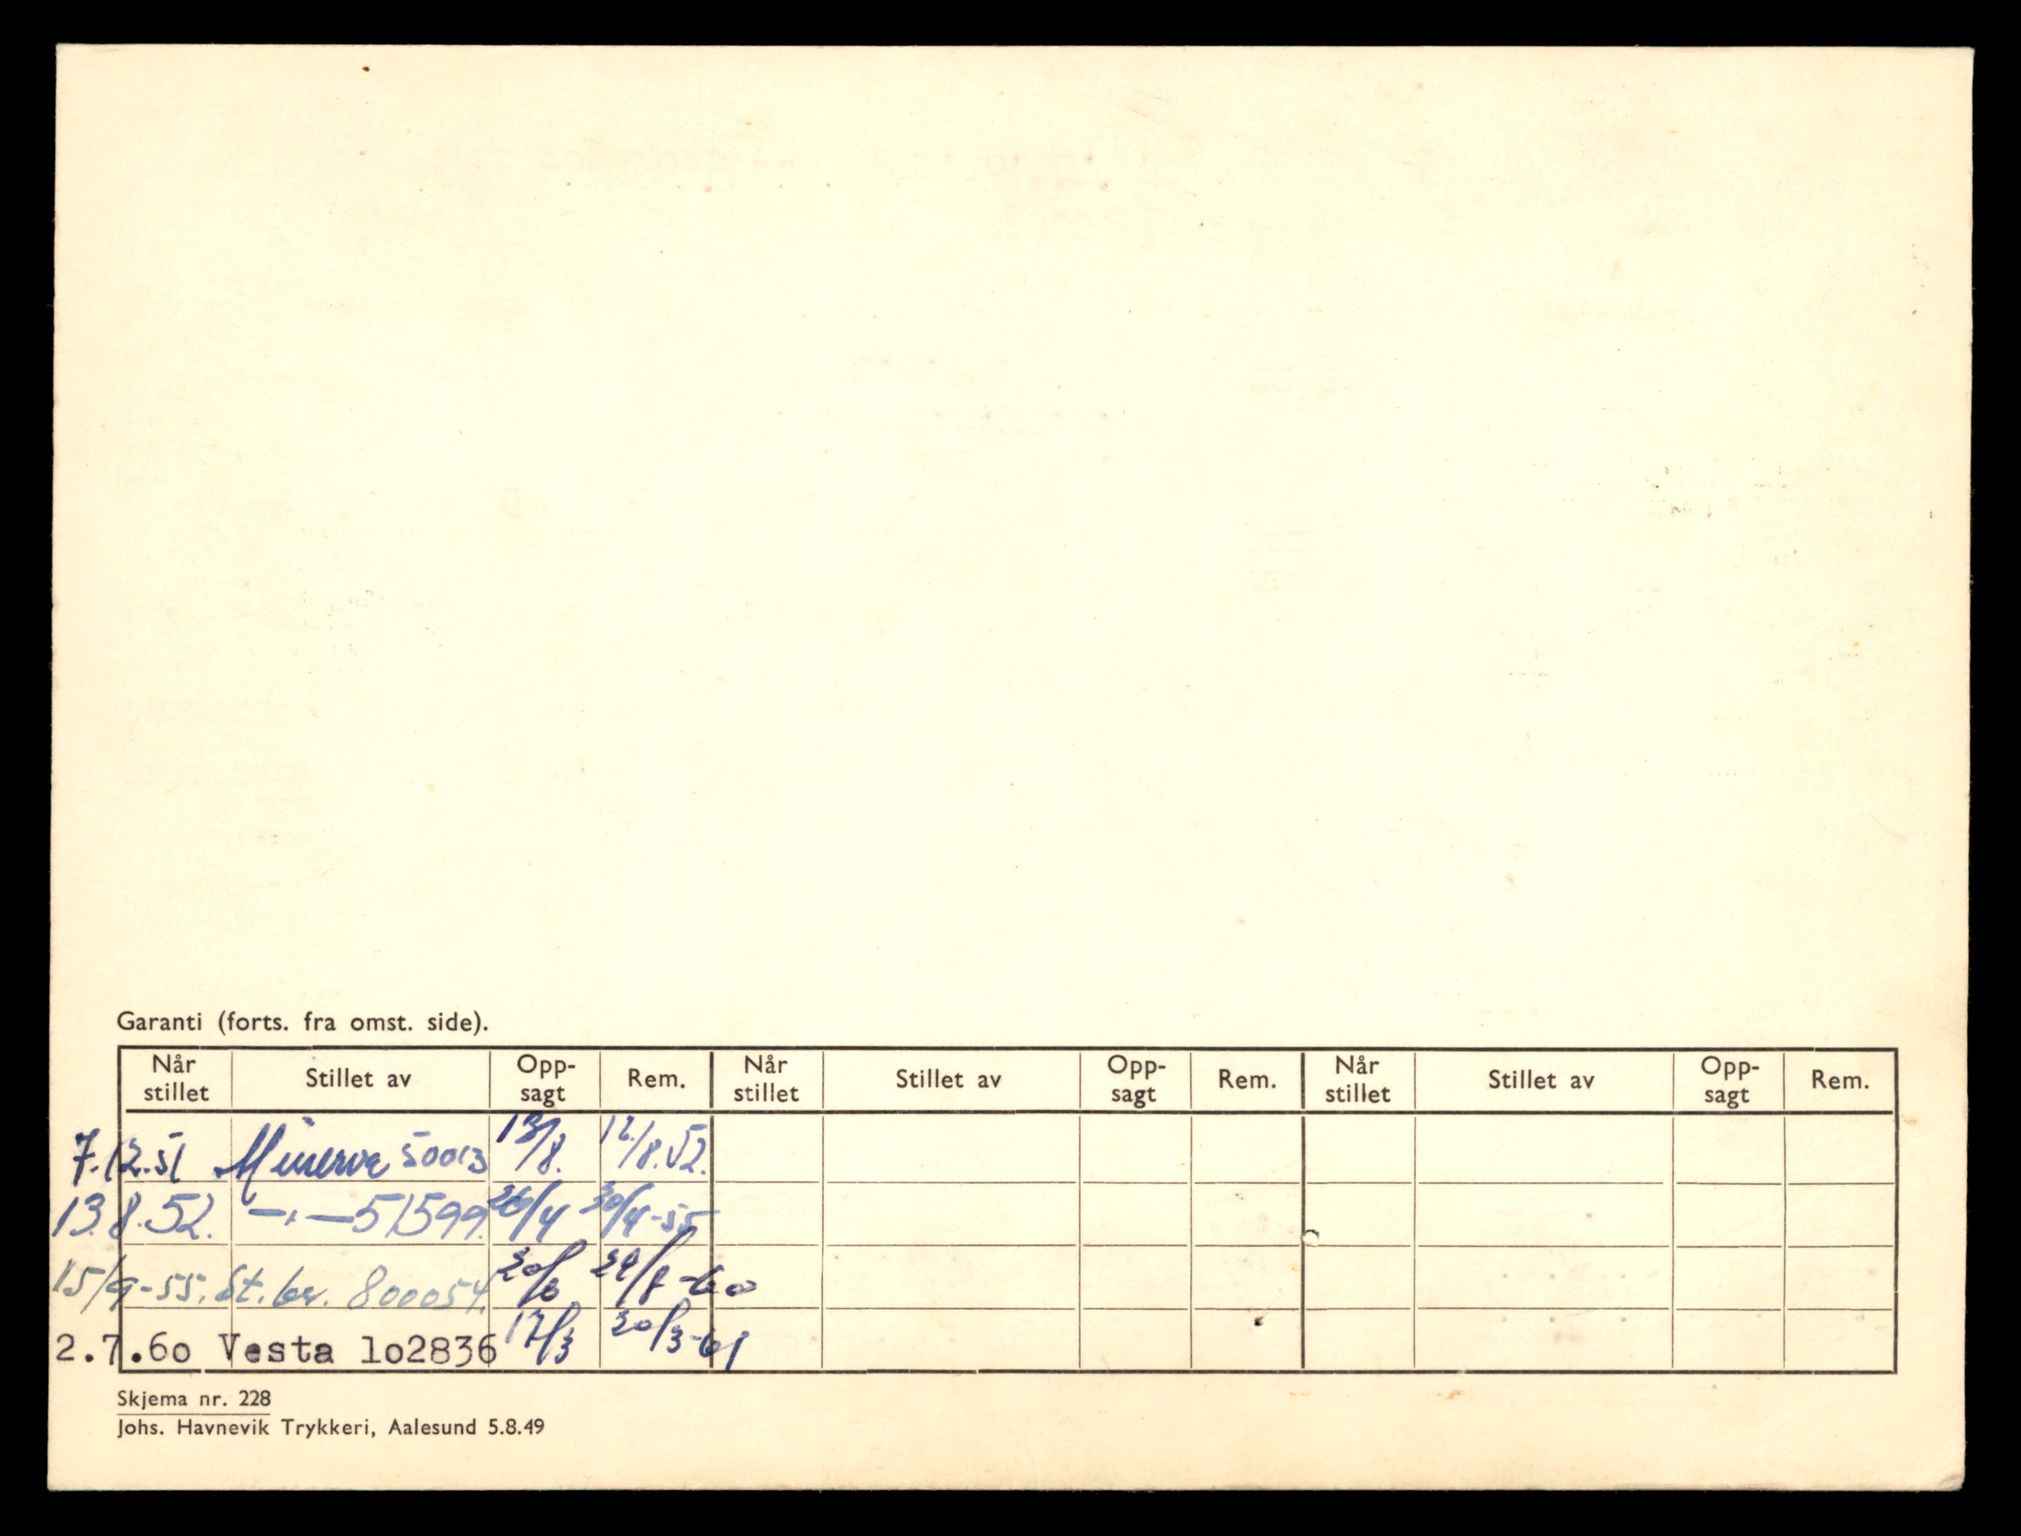 Garanti (forts. fra omst. side).
Når stillet Stillet av Opp-sagt Rem. Når stillet Stillet av Opp-sagt Rem. Når stillet Stillet av Opp-sagt Rem.
7.12.51 Minerva 50013 13/8. 12/8.52.
13.8.52. —„— 51599. 26/4 30/4-55
15/9-55. St.br. 800054. 20/6 29/8-60
2.7.60 Vesta lo2836 17/3 20/3-61
Skjema nr. 228
Johs. Havnevik Trykkeri, Aalesund 5.8.49